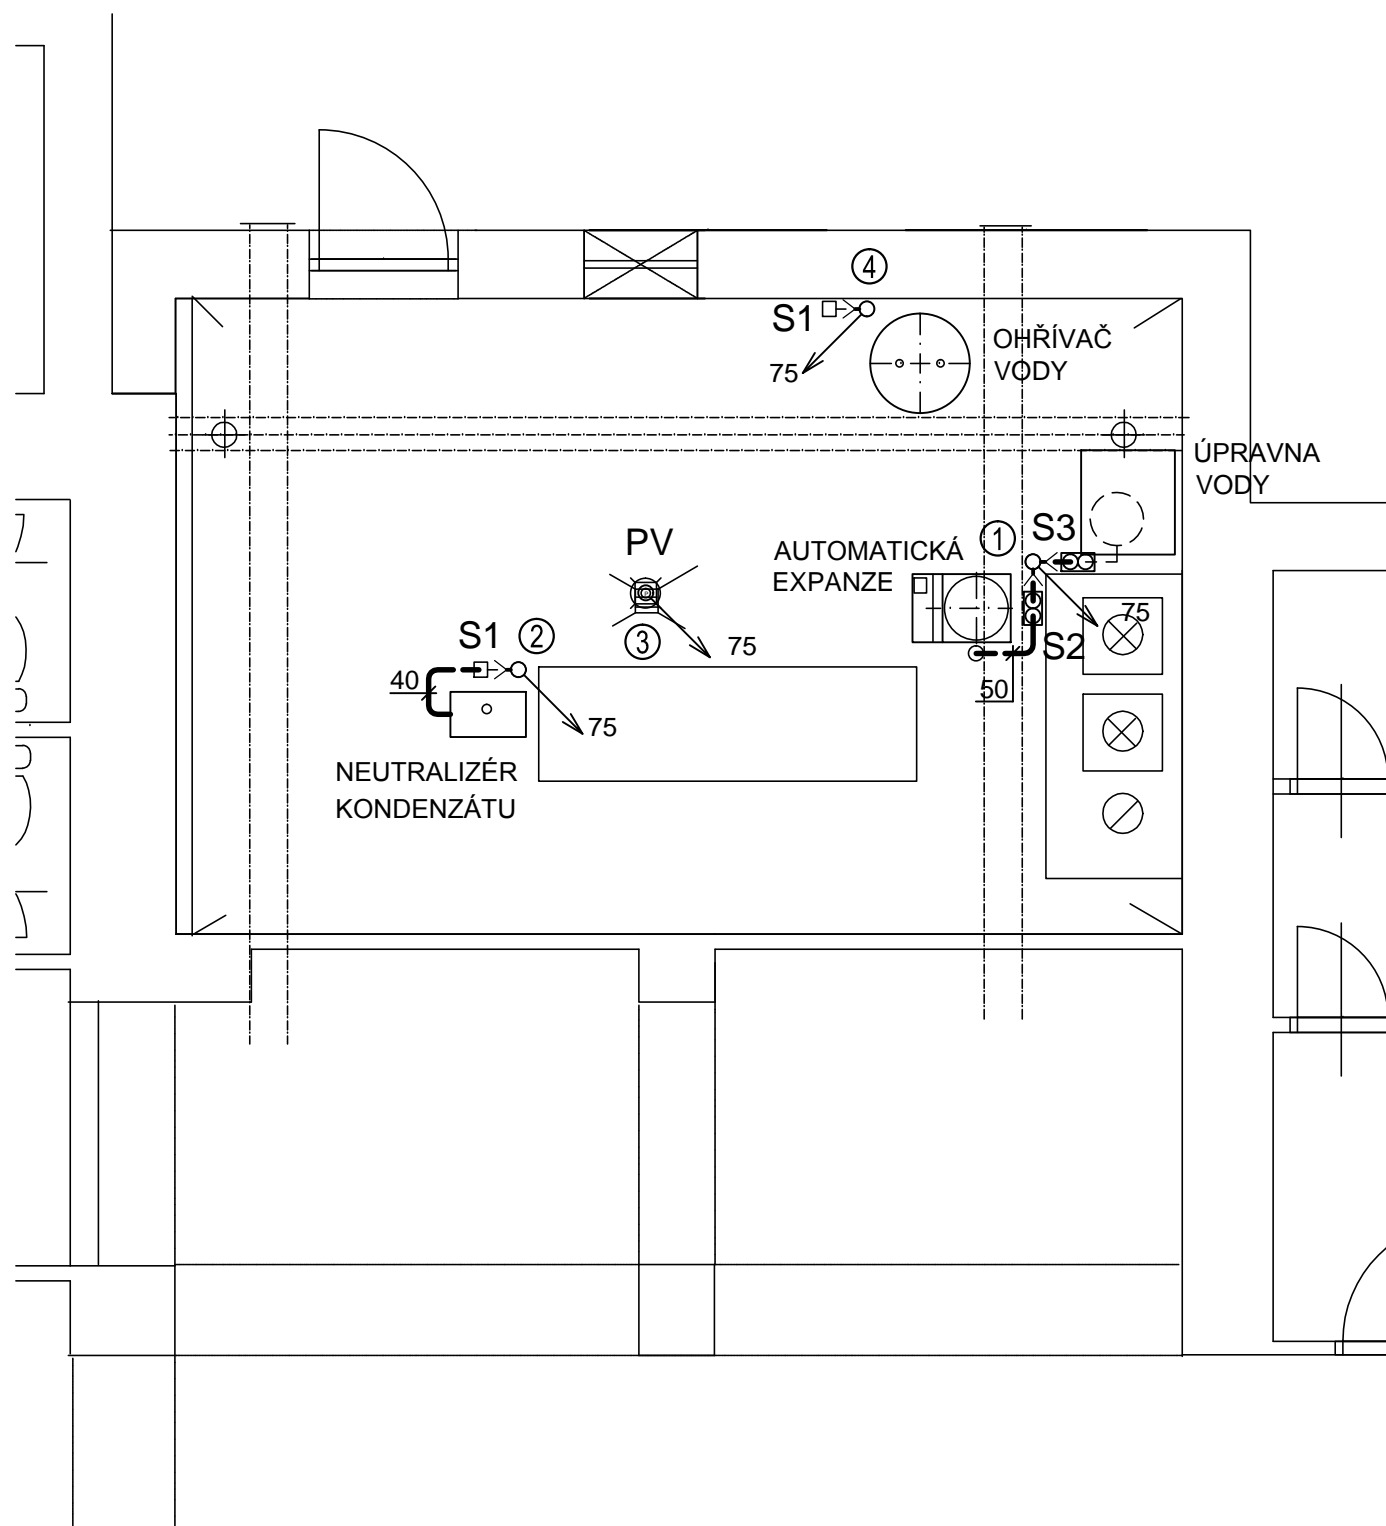 4
S1
OHŘÍVAČ
VODY
75
ÚPRAVNA
VODY
PV
AUTOMATICKÁ
EXPANZE
1
S3
75
S2
50
S1
2
3
75
40
75
NEUTRALIZÉR
KONDENZÁTU